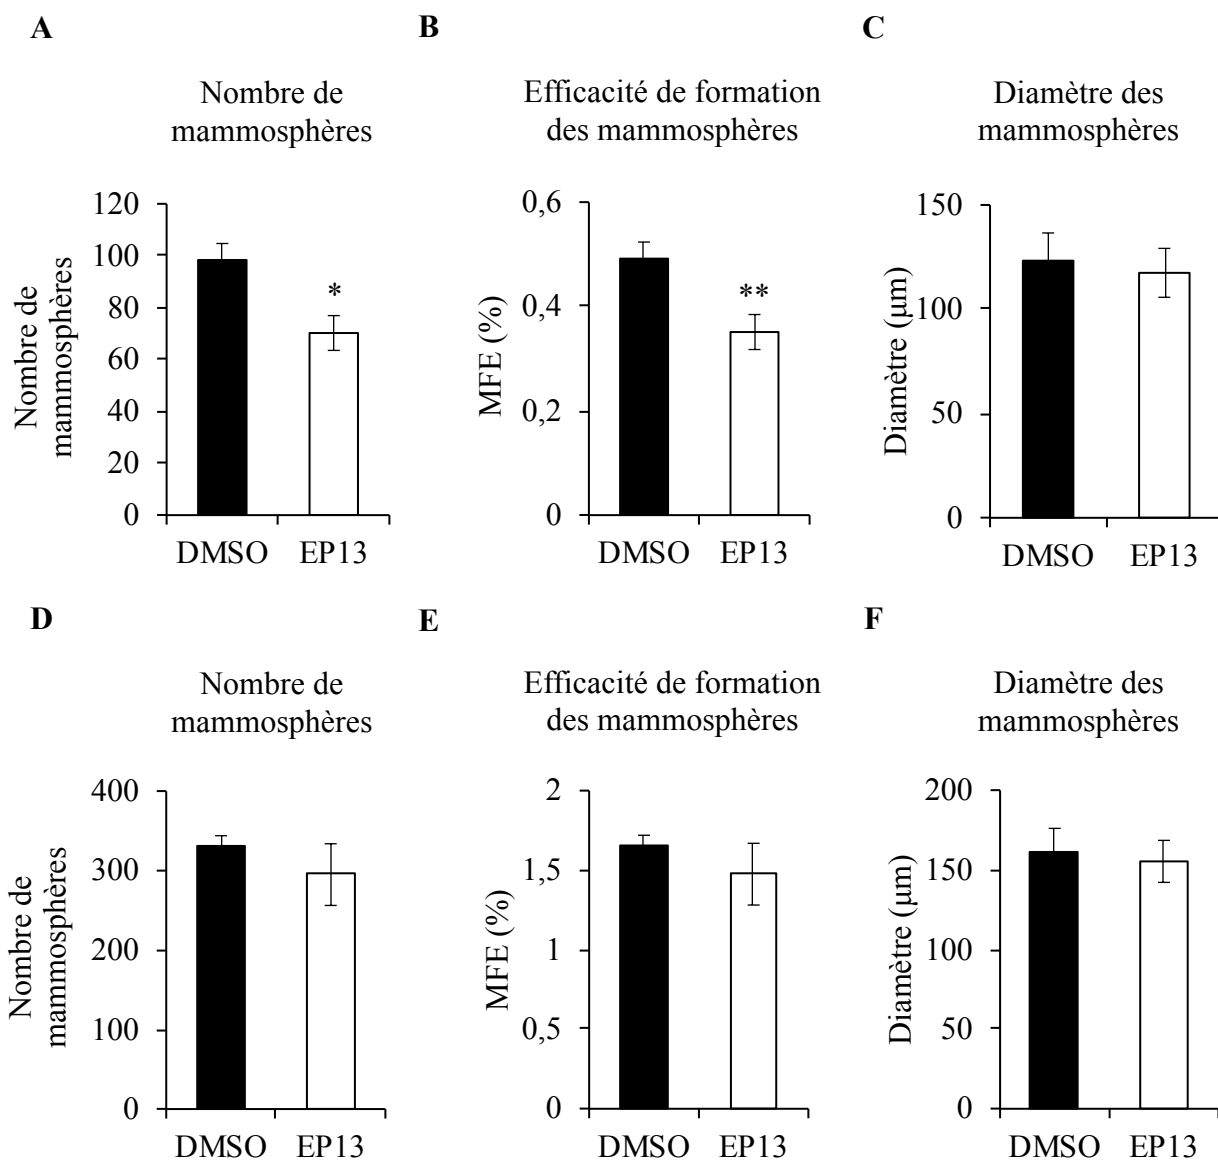 A
B
C
Nombre de
mammosphères
Efficacité de formation
des mammosphères
Diamètre des
mammosphères
Nombre de
mammosphères
120
100
80
60
40
20
0
*
DMSO
EP13
MFE (%)
0,6
0,4
0,2
0
**
DMSO
EP13
Diamètre (µm)
150
100
50
0
DMSO
EP13
D
E
F
Nombre de
mammosphères
Efficacité de formation
des mammosphères
Diamètre des
mammosphères
Nombre de
mammosphères
400
300
200
100
0
DMSO
EP13
MFE (%)
2
1,5
1
0,5
0
DMSO
EP13
Diamètre (µm)
200
150
100
50
0
DMSO
EP13